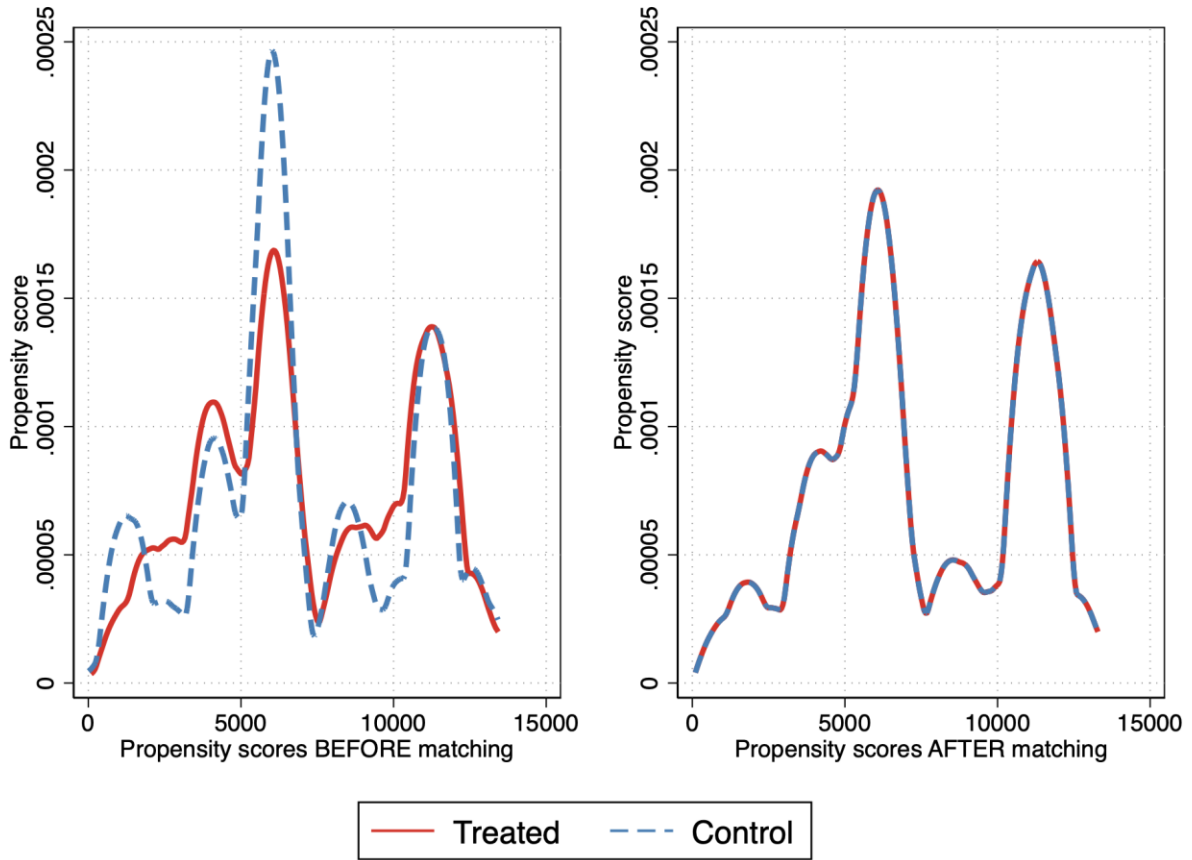 Propensity score
.00025
.0002
.00015
.0001
.00005
0
0 5000 10000 15000
Propensity scores BEFORE matching
Propensity score
.00025
.0002
.00015
.0001
.00005
0
0 5000 10000 15000
Propensity scores AFTER matching
Treated Control